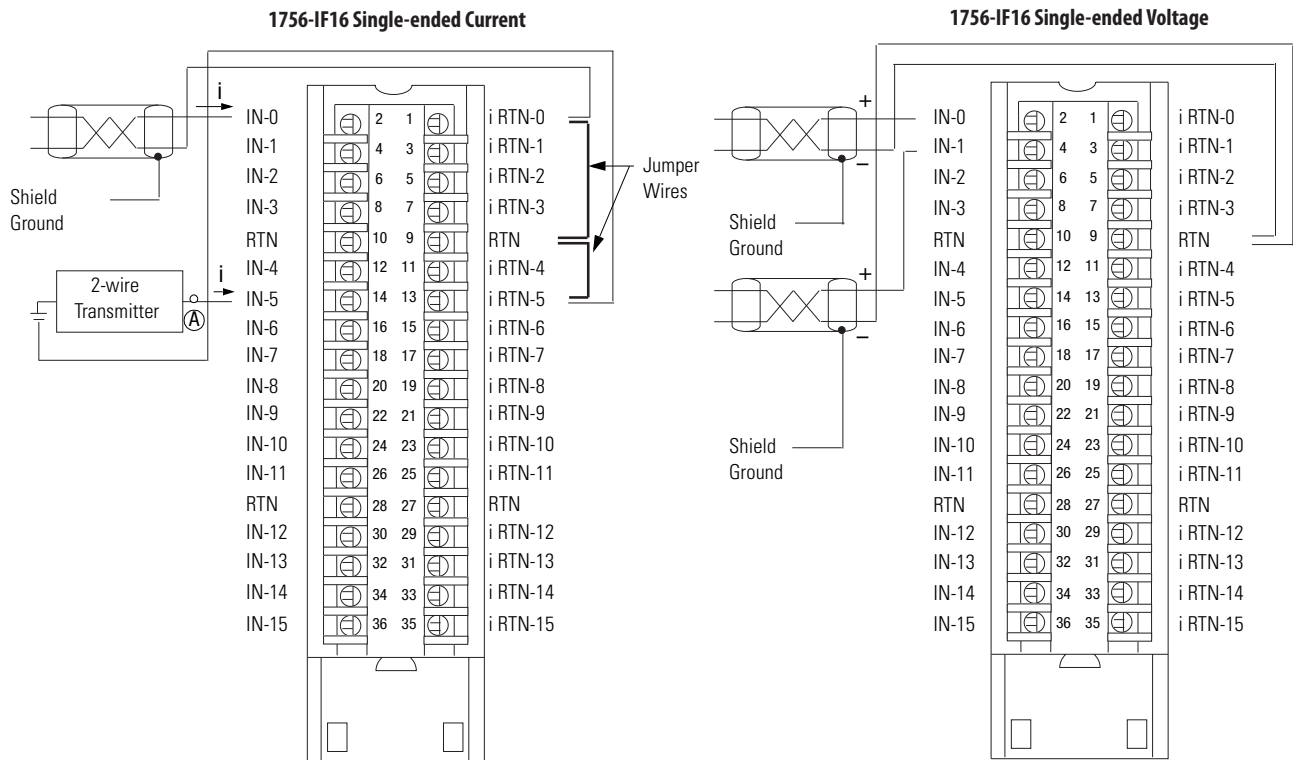 1756-IF16 Single-ended Current
i
IN-0 2 1 i RTN-0
IN-1 4 3 i RTN-1
IN-2 6 5 i RTN-2
IN-3 8 7 i RTN-3
RTN 10 9 RTN
IN-4 12 11 i RTN-4
IN-5 14 13 i RTN-5
IN-6 16 15 i RTN-6
IN-7 18 17 i RTN-7
IN-8 20 19 i RTN-8
IN-9 22 21 i RTN-9
IN-10 24 23 i RTN-10
IN-11 26 25 i RTN-11
RTN 28 27 RTN
IN-12 30 29 i RTN-12
IN-13 32 31 i RTN-13
IN-14 34 33 i RTN-14
IN-15 36 35 i RTN-15
Shield
Ground
i
2-wire
Transmitter
A
Jumper
Wires
1756-IF16 Single-ended Voltage
+
–
IN-0 2 1 i RTN-0
IN-1 4 3 i RTN-1
IN-2 6 5 i RTN-2
IN-3 8 7 i RTN-3
RTN 10 9 RTN
IN-4 12 11 i RTN-4
IN-5 14 13 i RTN-5
IN-6 16 15 i RTN-6
IN-7 18 17 i RTN-7
IN-8 20 19 i RTN-8
IN-9 22 21 i RTN-9
IN-10 24 23 i RTN-10
IN-11 26 25 i RTN-11
RTN 28 27 RTN
IN-12 30 29 i RTN-12
IN-13 32 31 i RTN-13
IN-14 34 33 i RTN-14
IN-15 36 35 i RTN-15
Shield
Ground
+
–
Shield
Ground